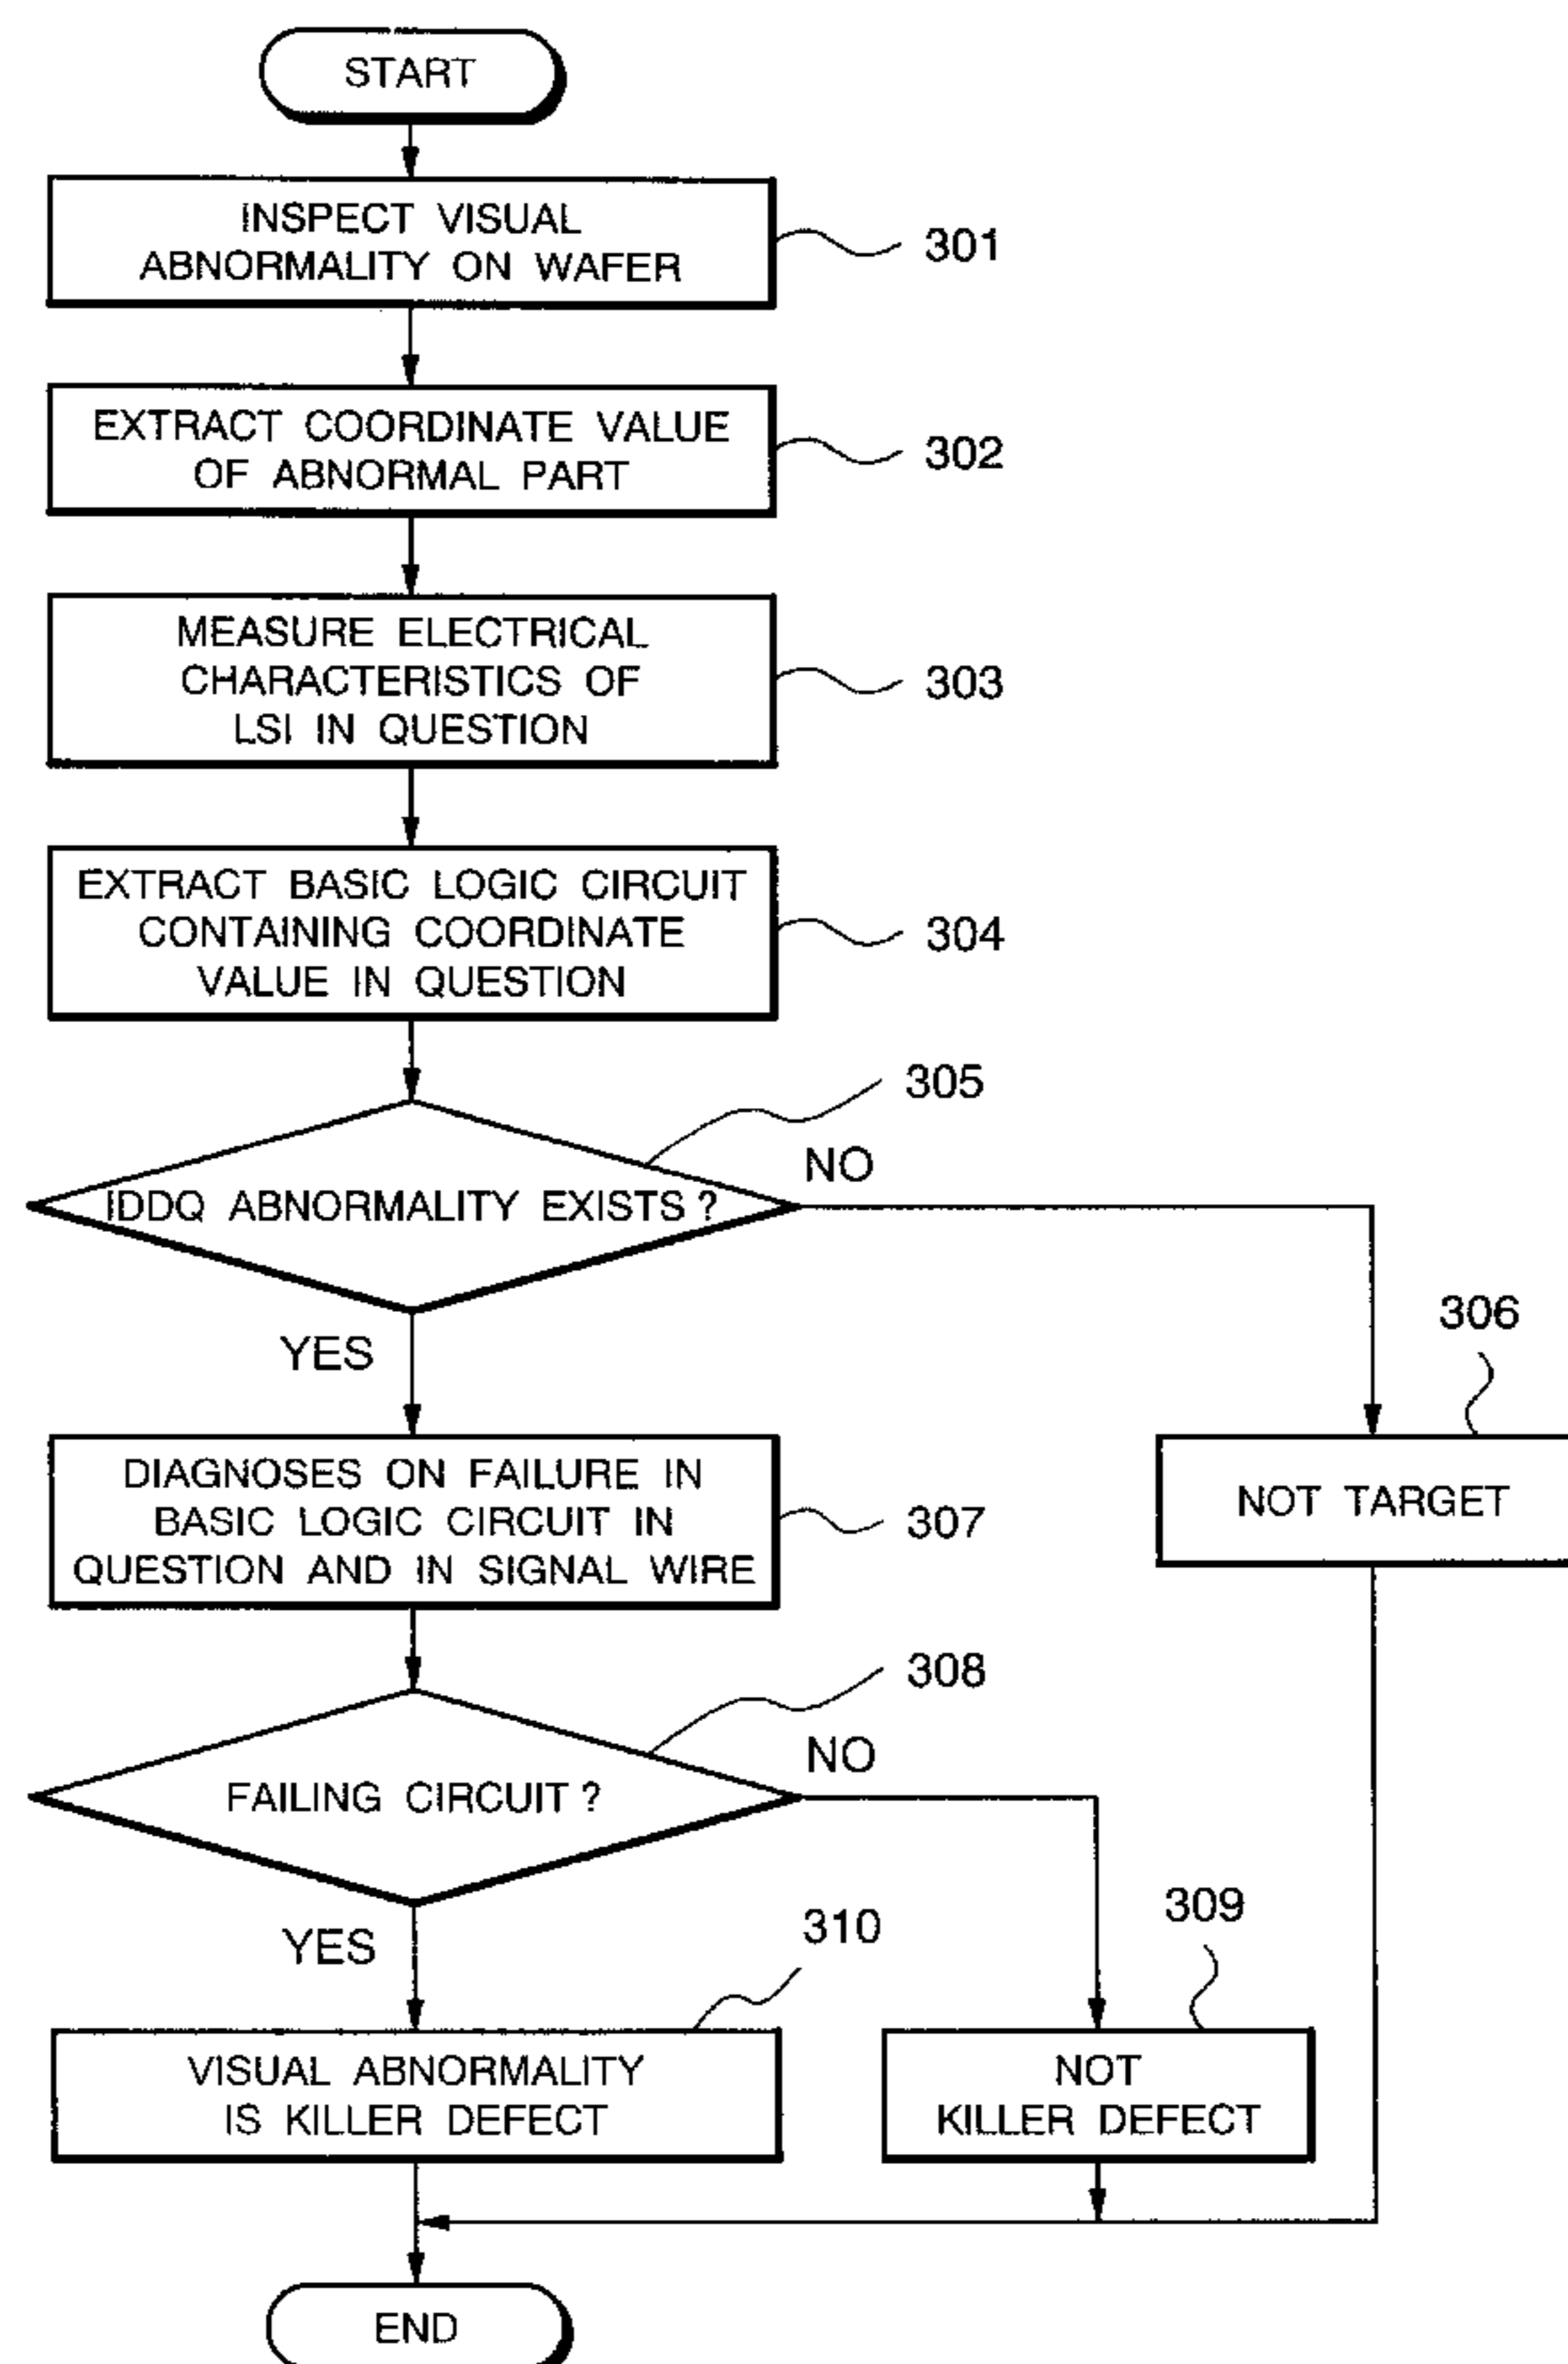 START
INSPECT VISUAL
ABNORMALITY ON WAFER
301
EXTRACT COORDINATE VALUE
OF ABNORMAL PART
302
MEASURE ELECTRICAL
CHARACTERISTICS OF
LSI IN QUESTION
303
EXTRACT BASIC LOGIC CIRCUIT
CONTAINING COORDINATE
VALUE IN QUESTION
304
305
NO
IDDQ ABNORMALITY EXISTS ?
YES
306
NOT TARGET
DIAGNOSES ON FAILURE IN
BASIC LOGIC CIRCUIT IN
QUESTION AND IN SIGNAL WIRE
307
308
NO
FAILING CIRCUIT ?
YES
310
309
VISUAL ABNORMALITY
IS KILLER DEFECT
NOT
KILLER DEFECT
END